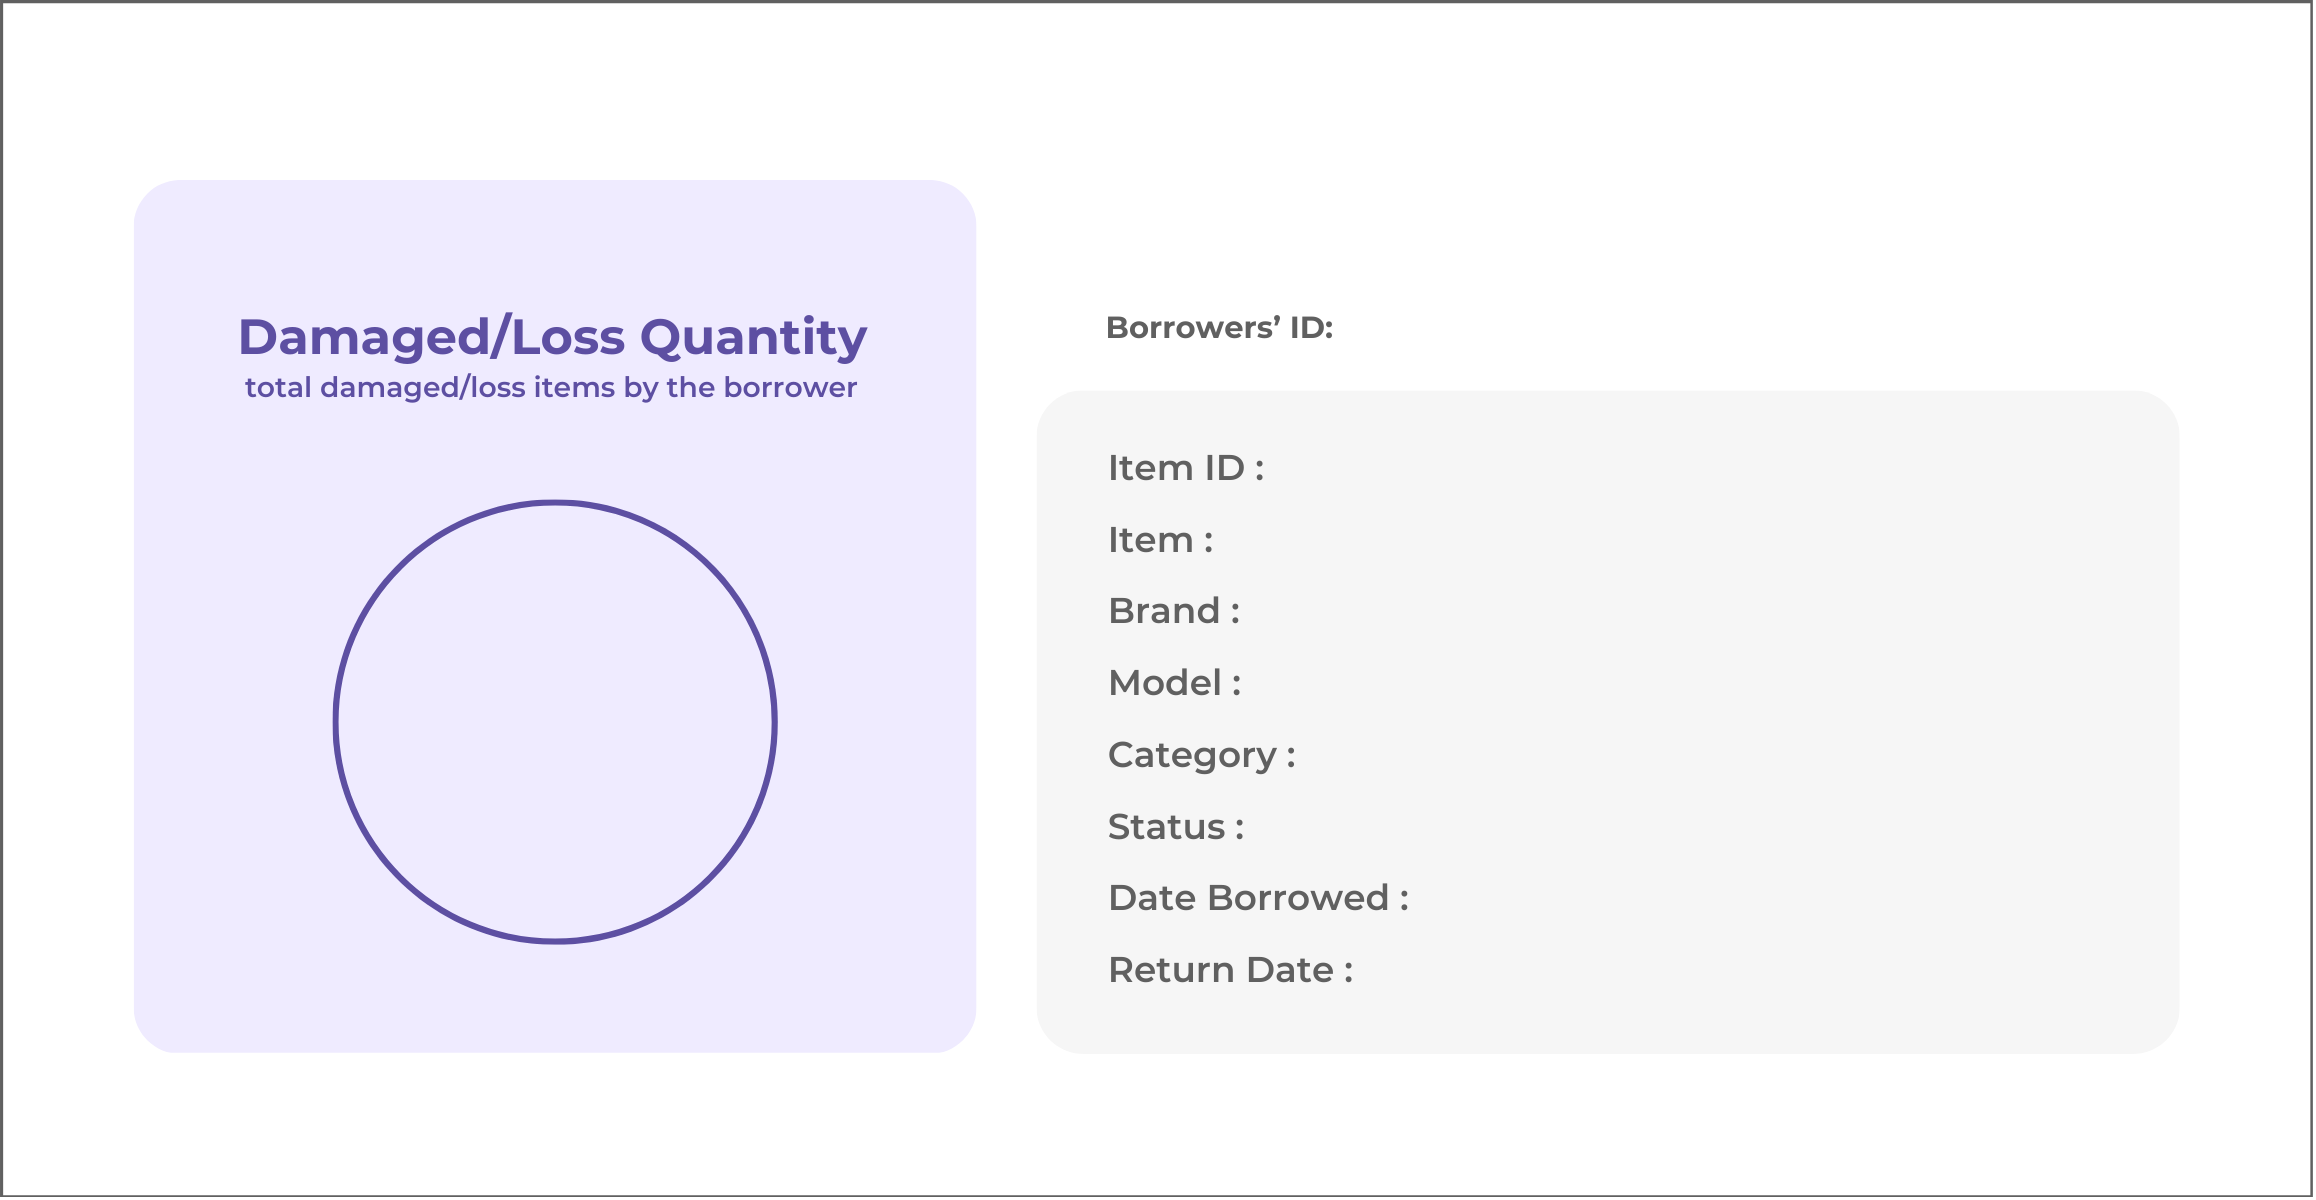 Damaged/Loss Quantity
total damaged/loss items by the borrower
Borrowers’ ID:
Item ID :
Item :
Brand :
Model :
Category :
Status :
Date Borrowed :
Return Date :